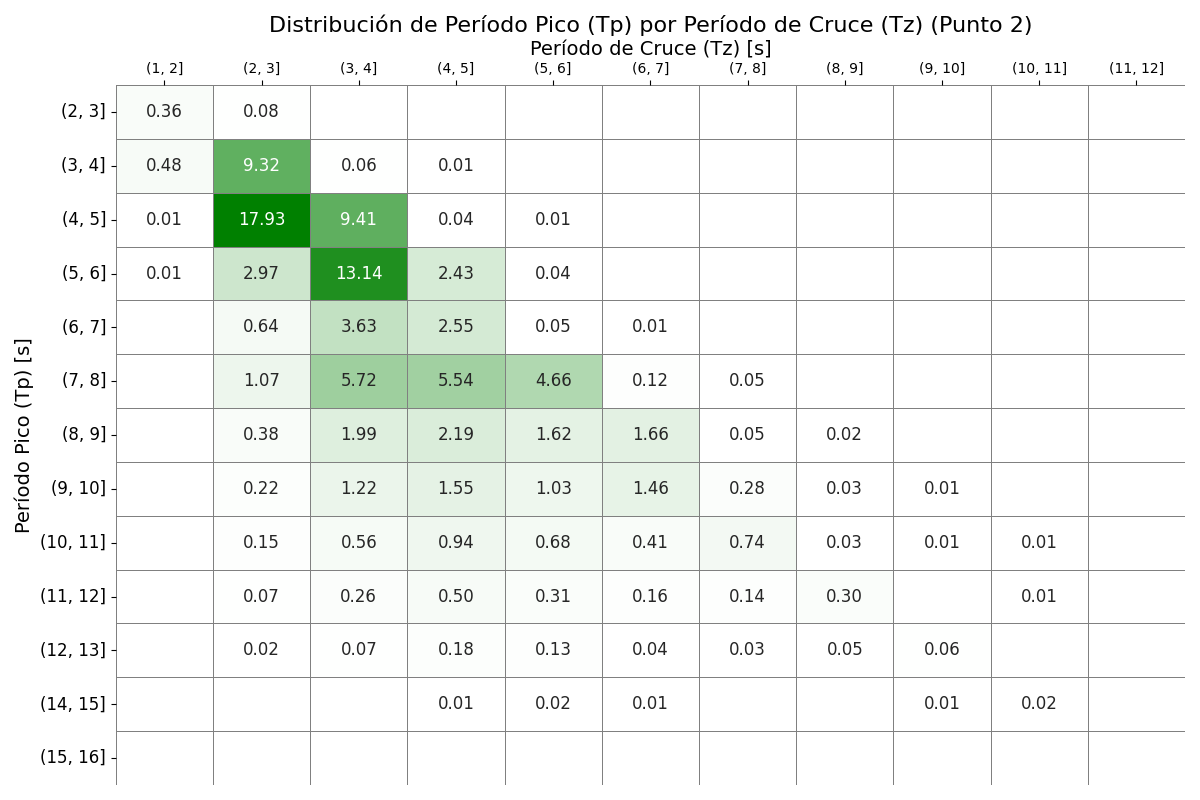 Distribución de Período Pico (Tp) por Período de Cruce (Tz) (Punto 2)
Período de Cruce (Tz) [s]
(1, 2] (2, 3] (3, 4] (4, 5] (5, 6] (6, 7] (7, 8] (8, 9] (9, 10] (10, 11] (11, 12]
Período Pico (Tp) [s]
(2, 3] 0.36 0.08
(3, 4] 0.48 9.32 0.06 0.01
(4, 5] 0.01 17.93 9.41 0.04 0.01
(5, 6] 0.01 2.97 13.14 2.43 0.04
(6, 7] 0.64 3.63 2.55 0.05 0.01
(7, 8] 1.07 5.72 5.54 4.66 0.12 0.05
(8, 9] 0.38 1.99 2.19 1.62 1.66 0.05 0.02
(9, 10] 0.22 1.22 1.55 1.03 1.46 0.28 0.03 0.01
(10, 11] 0.15 0.56 0.94 0.68 0.41 0.74 0.03 0.01 0.01
(11, 12] 0.07 0.26 0.50 0.31 0.16 0.14 0.30 0.01
(12, 13] 0.02 0.07 0.18 0.13 0.04 0.03 0.05 0.06
(14, 15] 0.01 0.02 0.01 0.01 0.02
(15, 16]